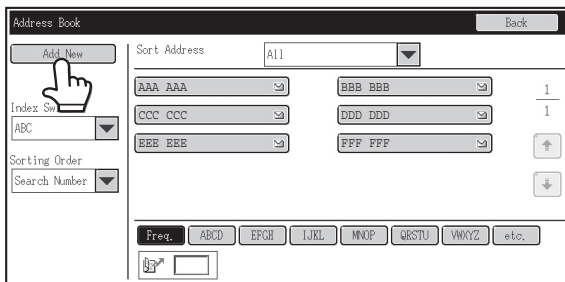 Address Book
Back
Add New
Sort Address
All
AAA AAA
BBB BBB
1
Index Sw
CCC CCC
DDD DDD
1
ABC
EEE EEE
FFF FFF
Sorting Order
Search Number
Freq.
ABCD
EFGH
IJKL
MNOP
QRSTU
VWXYZ
etc.